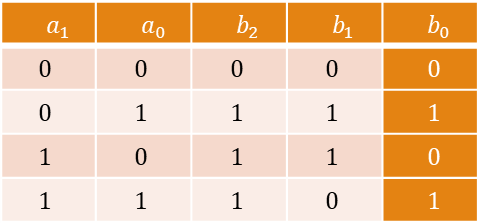 a₁ a₀ b₂ b₁ b₀
0 0 0 0 0
0 1 1 1 1
1 0 1 1 0
1 1 1 0 1